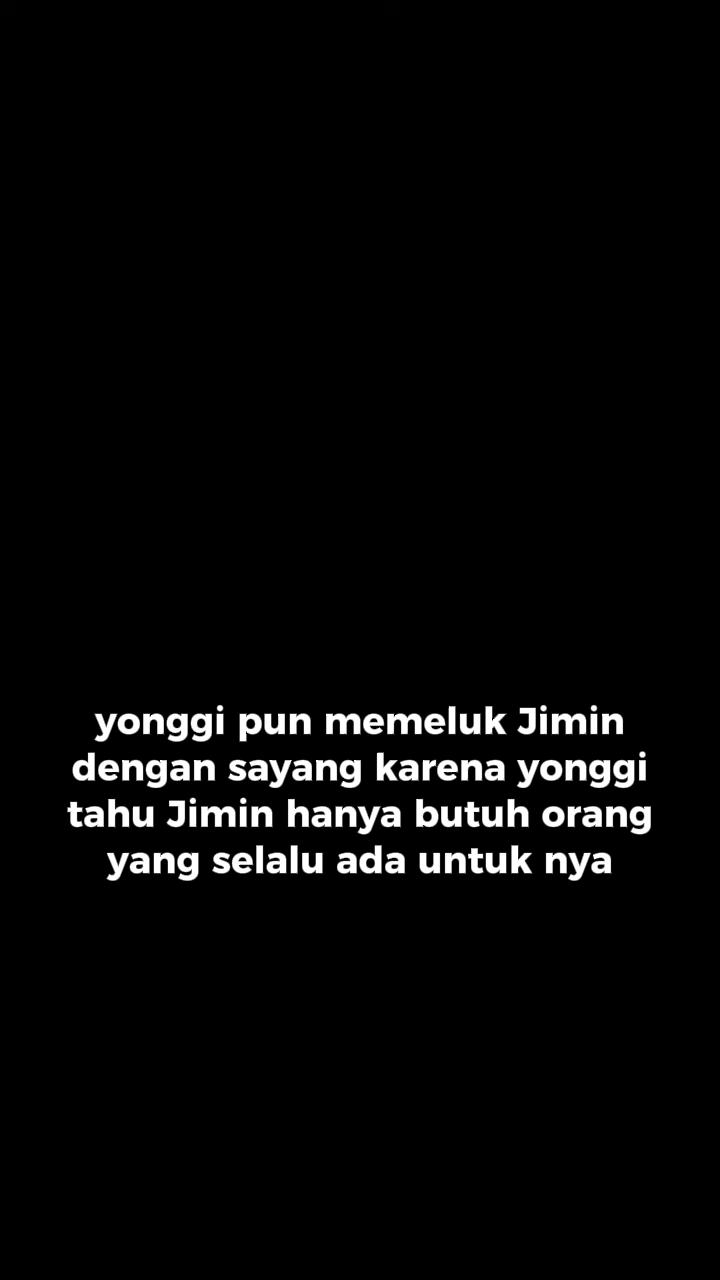 yonggi pun memeluk Jimin
dengan sayang karena yonggi
tahu Jimin hanya butuh orang
yang selalu ada untuk nya